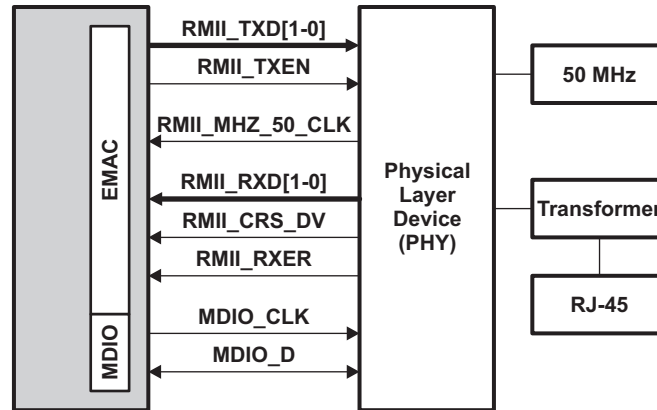 RMII_TXD[1-0]
RMII_TXEN
RMII_MHZ_50_CLK
RMII_RXD[1-0]
RMII_CRS_DV
RMII_RXER
MDIO_CLK
MDIO_D
EMAC
MDIO
Physical
Layer
Device
(PHY)
50 MHz
Transformer
RJ-45